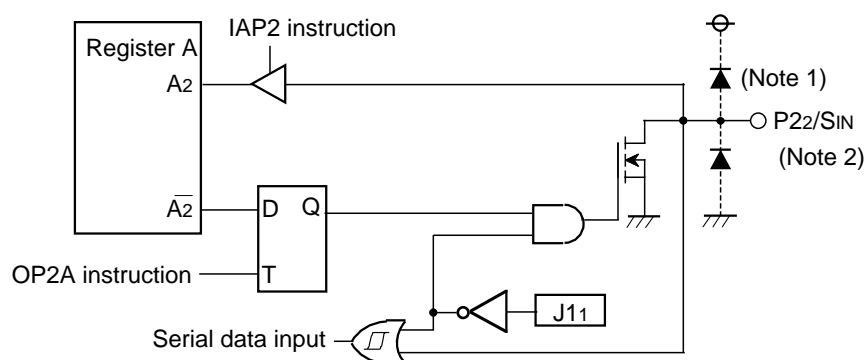 IAP2 instruction
Register A
A2
(Note 1)
P22/SIN
(Note 2)
A2
D
Q
T
OP2A instruction
J11
Serial data input